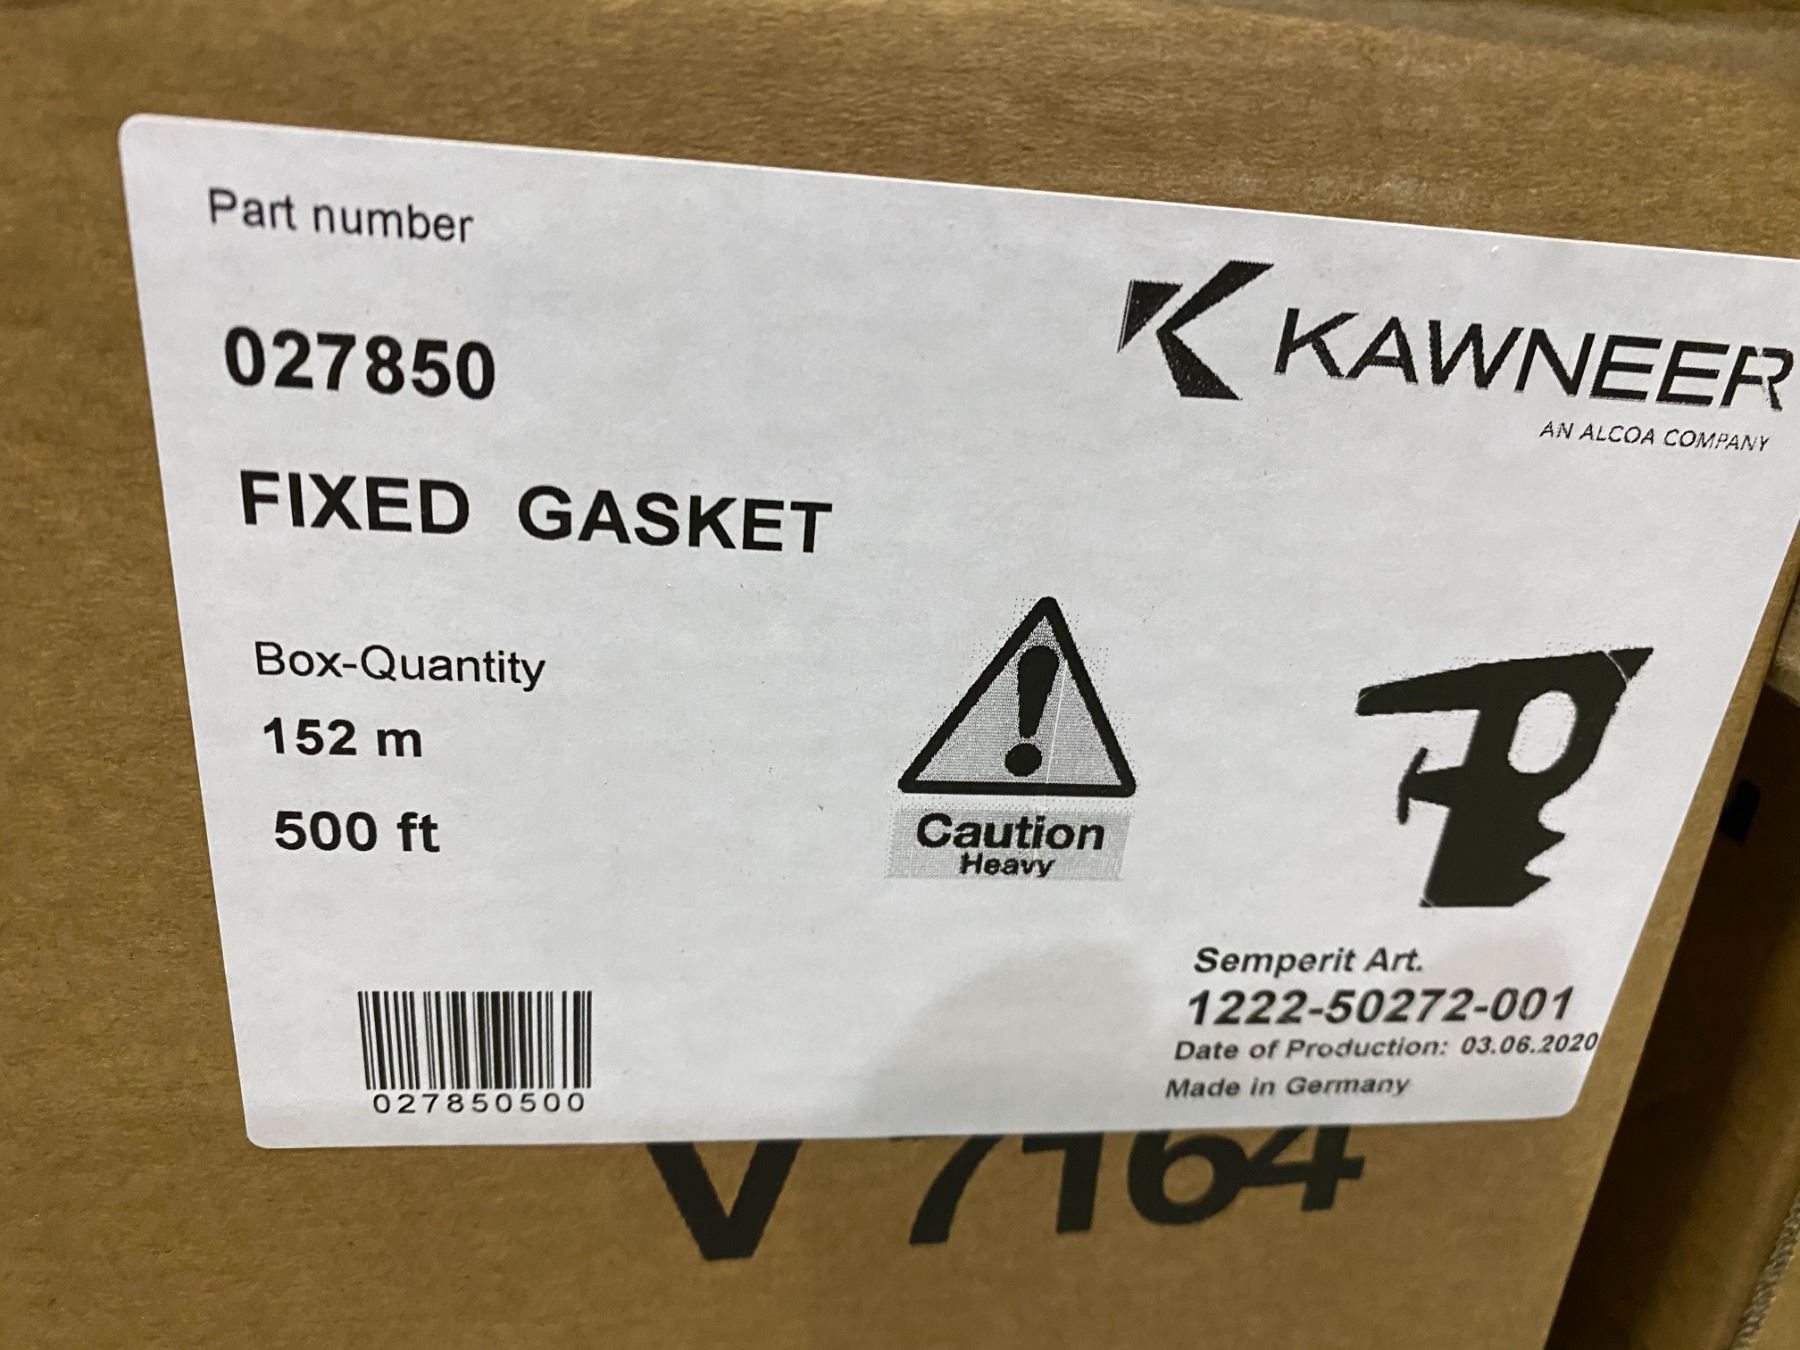 Part number
027850
KAWNEER
AN ALCOA COMPANY
FIXED GASKET
Box-Quantity
152 m
500 ft
Caution
Heavy
Semperit Art.
1222-50272-001
Date of Production: 03.06.2020
Made in Germany
027850500
V 7164